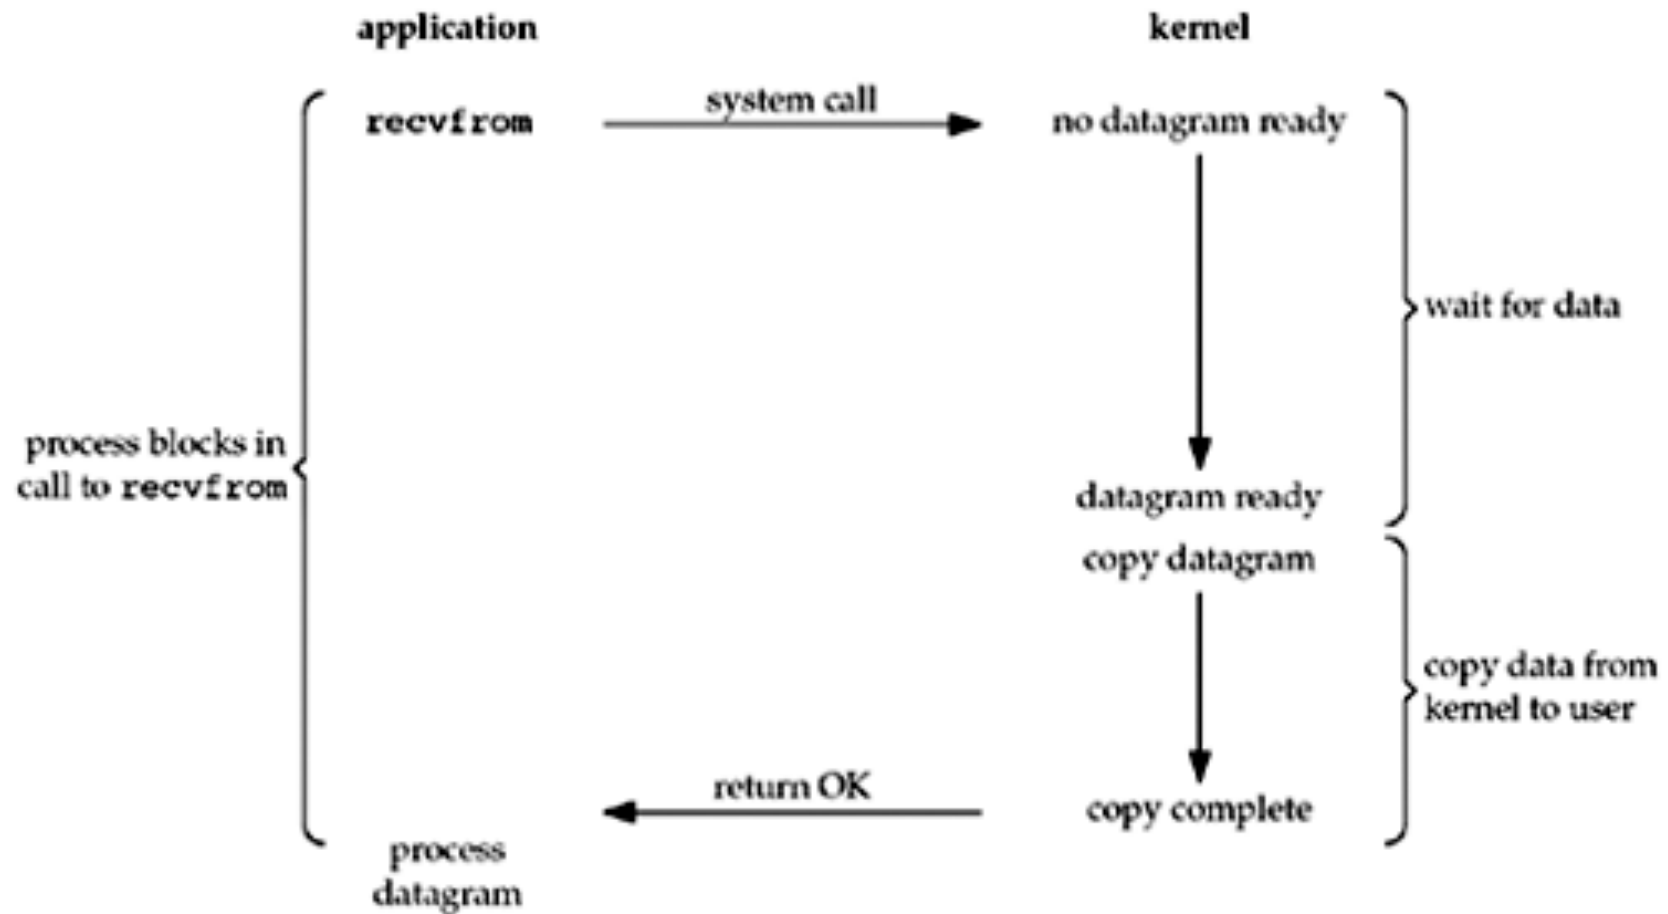 application
kernel
recvfrom
system call
no datagram ready
wait for data
process blocks in
call to recvfrom
datagram ready
copy datagram
copy data from
kernel to user
return OK
copy complete
process
datagram